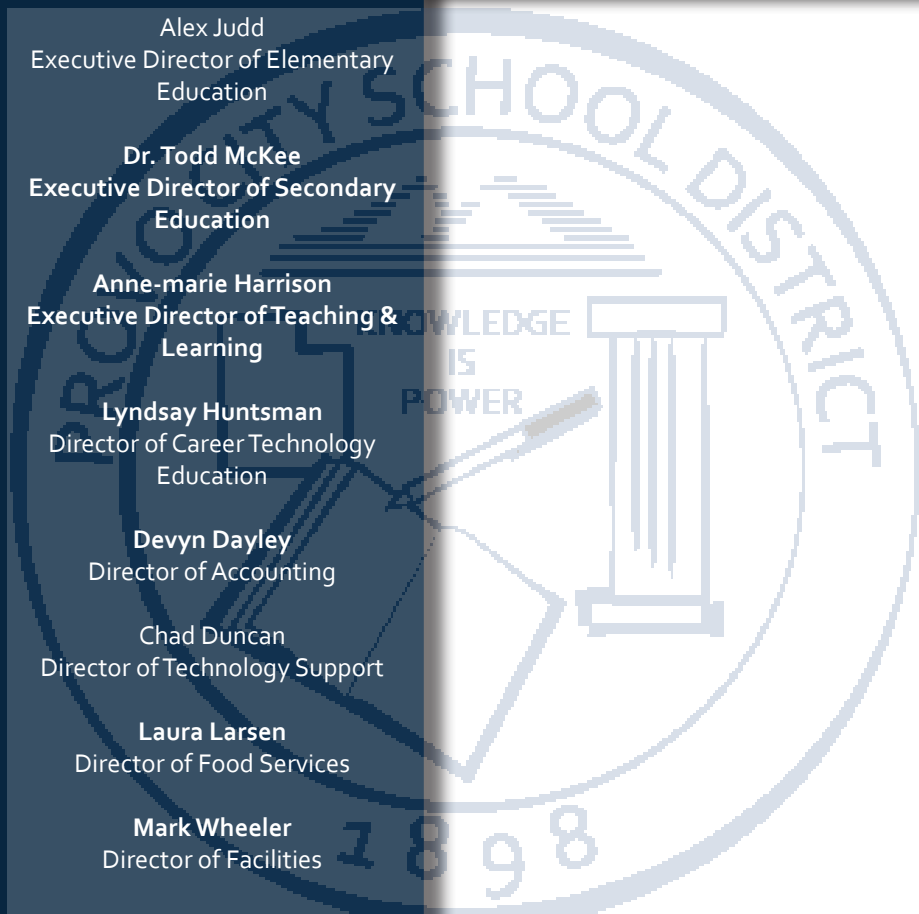 Alex Judd
Executive Director of Elementary
Education
Dr. Todd McKee
Executive Director of Secondary
Education
Anne-marie Harrison
Executive Director of Teaching &
Learning
Lyndsay Huntsman
Director of Career Technology
Education
Devyn Dayley
Director of Accounting
Chad Duncan
Director of Technology Support
Laura Larsen
Director of Food Services
Mark Wheeler
Director of Facilities
PROVO CITY SCHOOL DISTRICT
KNOWLEDGE
IS
POWER
1898